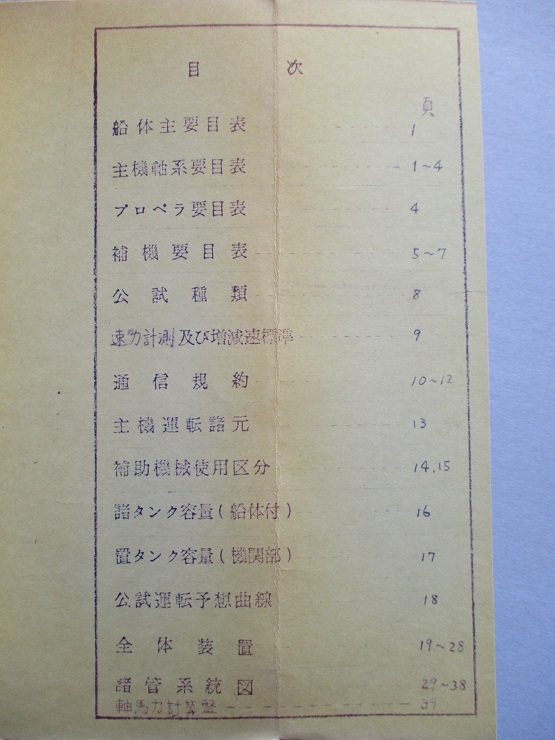 目次
頁
船体主要目表 1
主機軸系要目表 1~4
プロペラ要目表 4
補機要目表 5~7
公試種類 8
速力計測及び増減速標準 9
通信規約 10~12
主機運転諸元 13
補助機械使用区分 14,15
諸タンク容量(船体付) 16
置タンク容量(機関部) 17
公試運転予想曲線 18
全体装置 19~28
諸管系統図 29~38
軸馬力計算盤 39